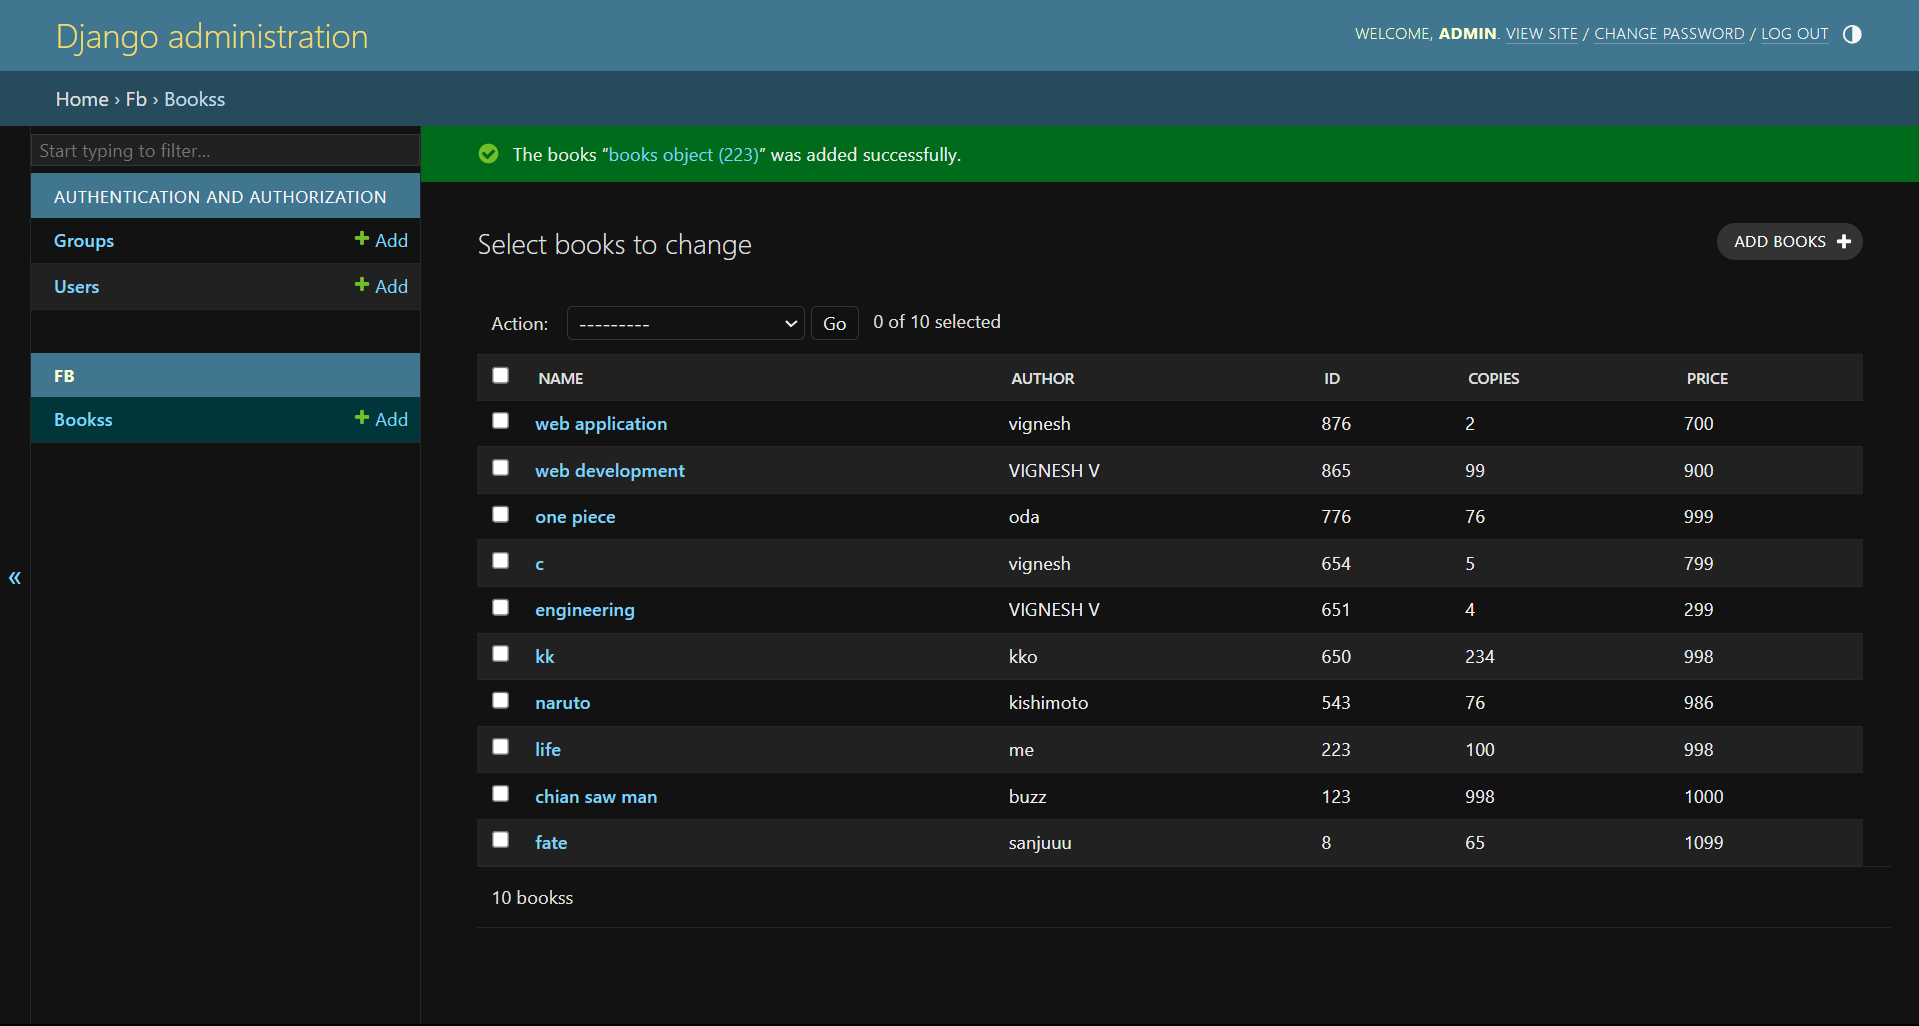 Django administration
WELCOME, ADMIN. VIEW SITE / CHANGE PASSWORD / LOG OUT
Home › Fb › Bookss
Start typing to filter...
AUTHENTICATION AND AUTHORIZATION
Groups + Add
Users + Add
FB
Bookss + Add
«
The books “books object (223)” was added successfully.
Select books to change
ADD BOOKS +
Action: --------- Go 0 of 10 selected
NAME AUTHOR ID COPIES PRICE
web application vignesh 876 2 700
web development VIGNESH V 865 99 900
one piece oda 776 76 999
c vignesh 654 5 799
engineering VIGNESH V 651 4 299
kk kko 650 234 998
naruto kishimoto 543 76 986
life me 223 100 998
chian saw man buzz 123 998 1000
fate sanjuuu 8 65 1099
10 bookss